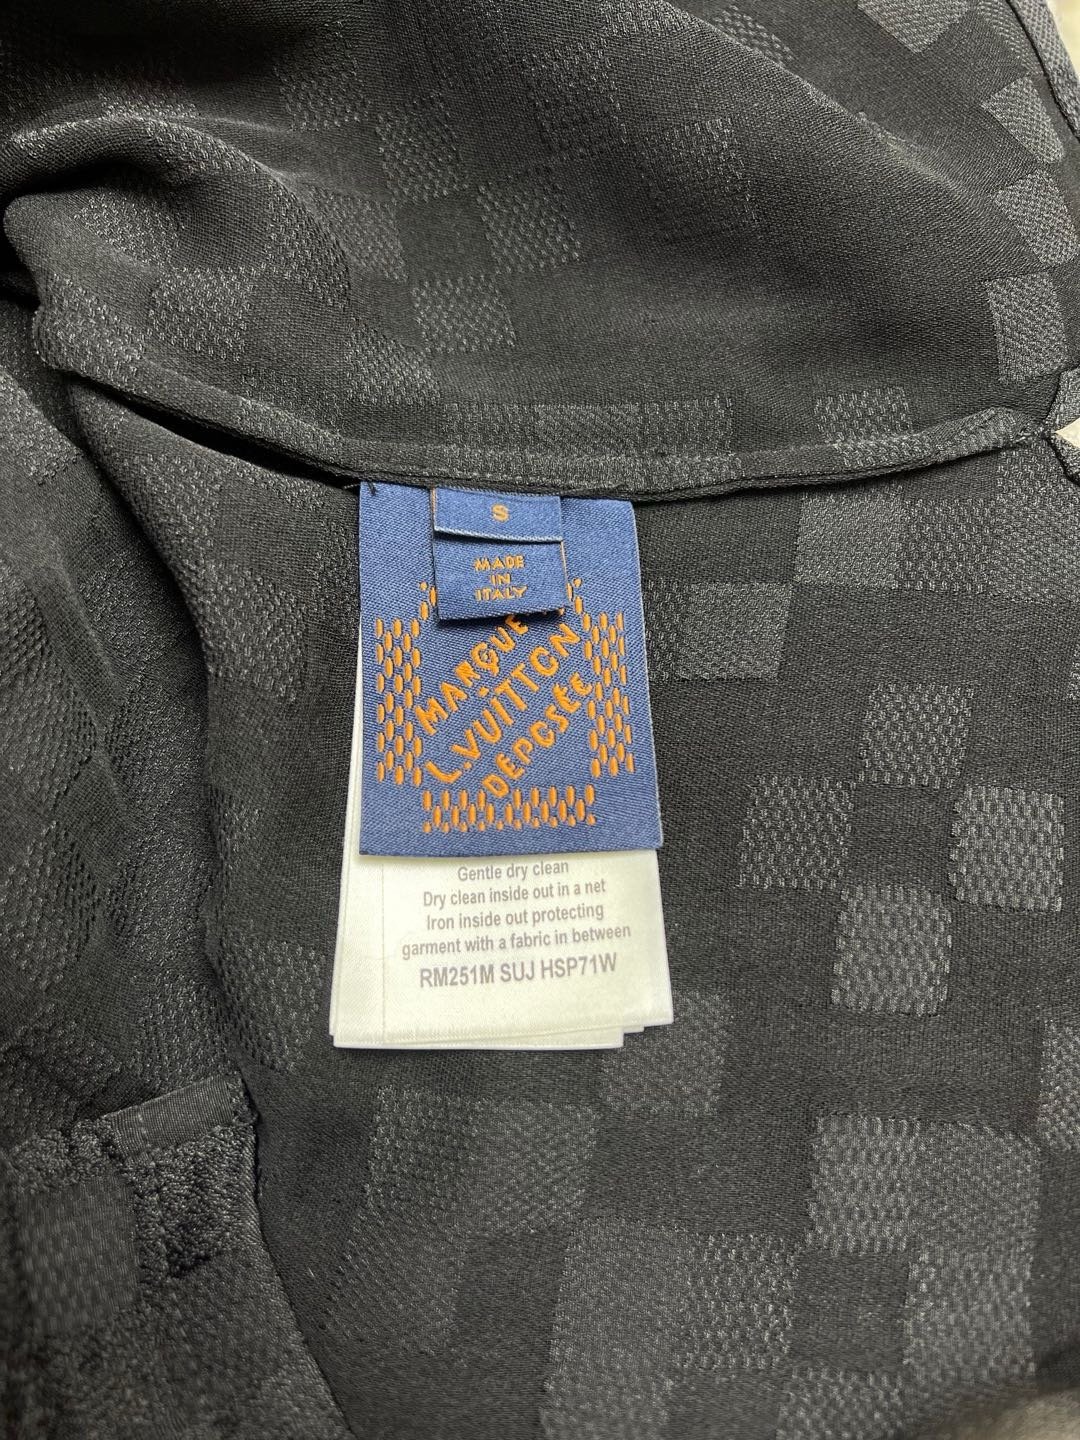 S
MADE
IN
ITALY
MARQUE
L.VUITTON
DÉPOSÉE
Gentle dry clean
Dry clean inside out in a net
Iron inside out protecting
garment with a fabric in between
RM251M SUJ HSP71W